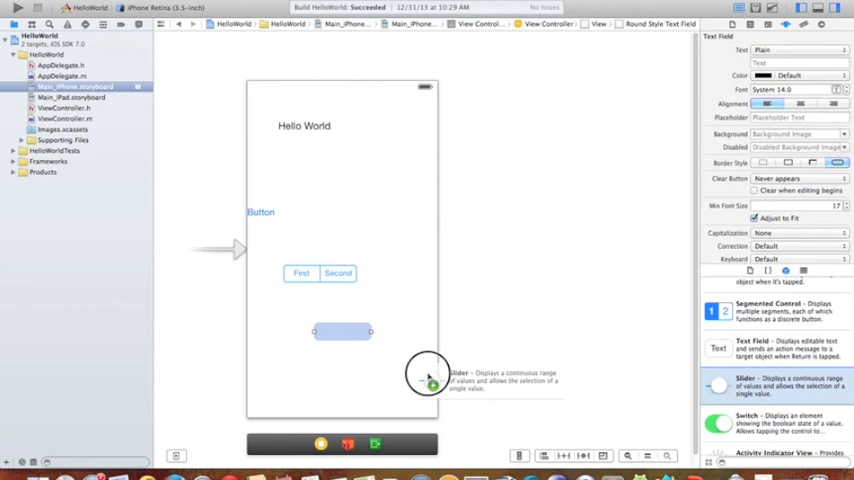 HelloWorld
iPhone Retina (3.5-inch)
Build HelloWorld: Succeeded
12/31/13 at 10:29 AM
No Issues
HelloWorld
HelloWorld
Main_iPhone...
Main_iPhone...
View Control...
View Controller
View
Round Style Text Field
HelloWorld
2 targets, iOS SDK 7.0
HelloWorld
AppDelegate.h
AppDelegate.m
Main_iPhone.storyboard
M
Main_iPad.storyboard
ViewController.h
ViewController.m
Images.xcassets
Supporting Files
HelloWorldTests
Frameworks
Products
Hello World
Button
First
Second
Slider – Displays a continuous range
of values and allows the selection of a
single value.
Text Field
Text
Plain
Text
Color
Default
Font
System 14.0
Alignment
Placeholder
Placeholder Text
Background
Background Image
Disabled
Disabled Background Image
Border Style
Clear Button
Never appears
Clear when editing begins
Min Font Size
17
Adjust to Fit
Capitalization
None
Correction
Default
Keyboard
Default
object when it's tapped.
1 2
Segmented Control – Displays
multiple segments, each of which
functions as a discrete button.
Text
Text Field – Displays editable text
and sends an action message to a
target object when Return is tapped.
Slider – Displays a continuous range
of values and allows the selection of a
single value.
Switch – Displays an element
showing the boolean state of a value.
Allows tapping the control to...
Activity Indicator View –